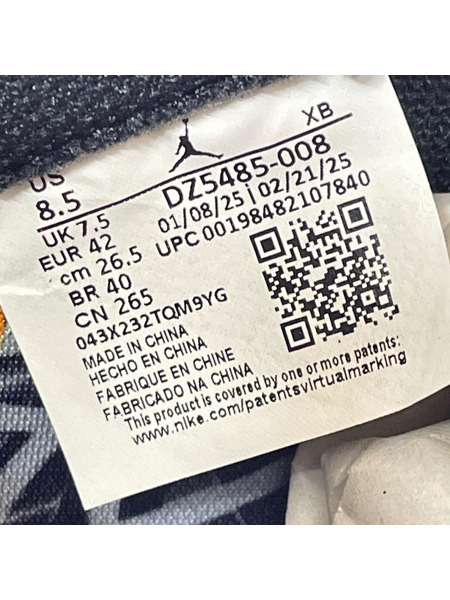 XB
US
8.5
DZ5485-008
UK 7.5
01/08/25 | 02/21/25
EUR 42
UPC 00198482107840
cm 26.5
BR 40
CN 265
043X232TQM9YG
MADE IN CHINA
HECHO EN CHINA
FABRIQUE EN CHINE
FABRICADO NA CHINA
This product is covered by one or more patents:
www.nike.com/patentsvirtualmarking